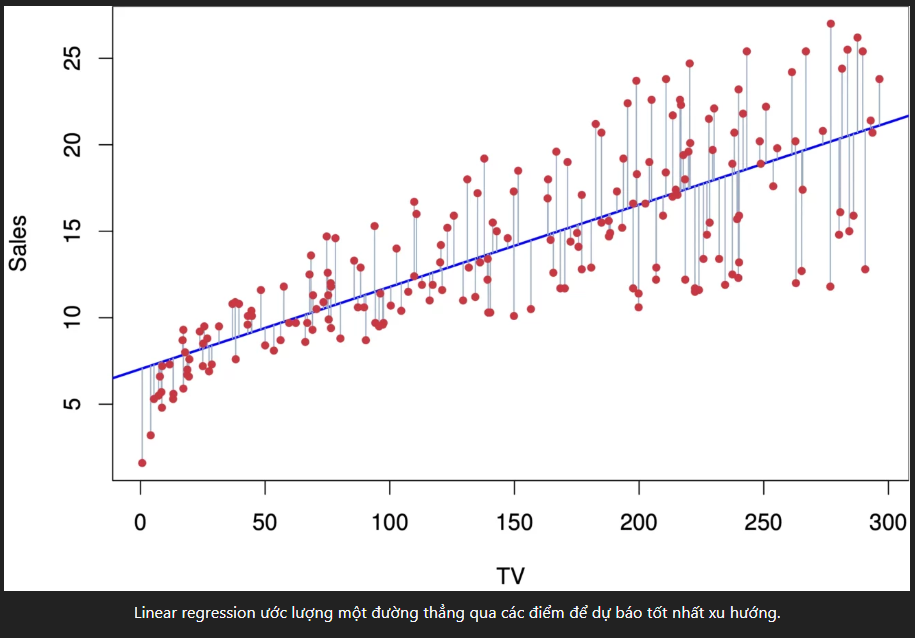 25
20
15
10
5
Sales
0 50 100 150 200 250 300
TV
Linear regression ước lượng một đường thẳng qua các điểm để dự báo tốt nhất xu hướng.